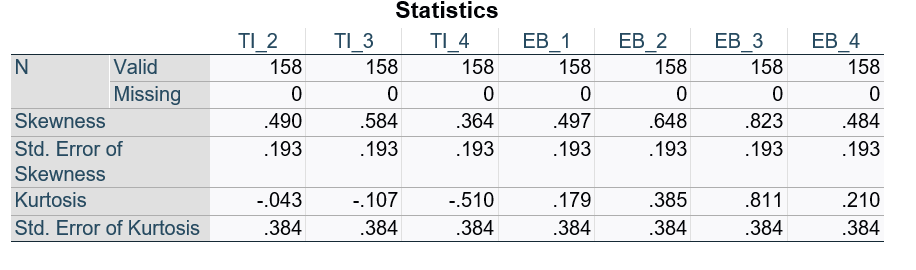 Statistics
TI_2 TI_3 TI_4 EB_1 EB_2 EB_3 EB_4
N Valid 158 158 158 158 158 158 158
Missing 0 0 0 0 0 0 0
Skewness .490 .584 .364 .497 .648 .823 .484
Std. Error of .193 .193 .193 .193 .193 .193 .193
Skewness
Kurtosis -.043 -.107 -.510 .179 .385 .811 .210
Std. Error of Kurtosis .384 .384 .384 .384 .384 .384 .384